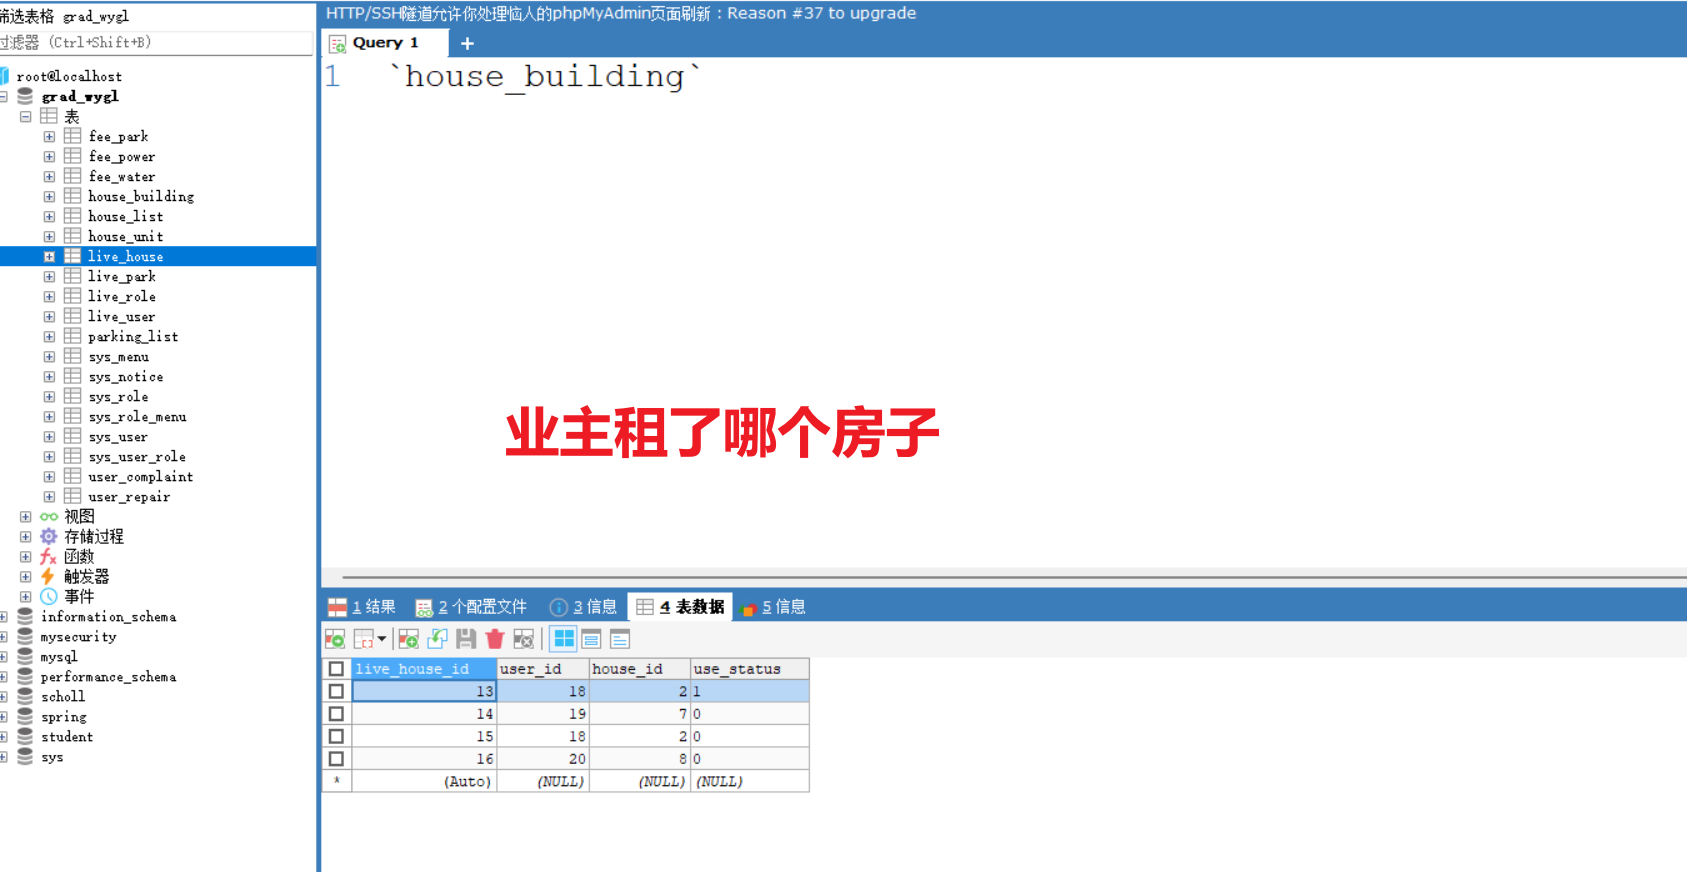 筛选表格 grad_wygl
过滤器 (Ctrl+Shift+B)
root@localhost
grad_wygl
表
fee_park
fee_power
fee_water
house_building
house_list
house_unit
live_house
live_park
live_role
live_user
parking_list
sys_menu
sys_notice
sys_role
sys_role_menu
sys_user
sys_user_role
user_complaint
user_repair
视图
存储过程
函数
触发器
事件
information_schema
mysecurity
mysql
performance_schema
scholl
spring
student
sys
HTTP/SSH隧道允许你处理恼人的phpMyAdmin页面刷新：Reason #37 to upgrade
Query 1 +
1 `house_building`
业主租了哪个房子
1 结果 2 个配置文件 3 信息 4 表数据 5 信息
live_house_id user_id house_id use_status
13 18 2 1
14 19 7 0
15 18 2 0
16 20 8 0
* (Auto) (NULL) (NULL) (NULL)